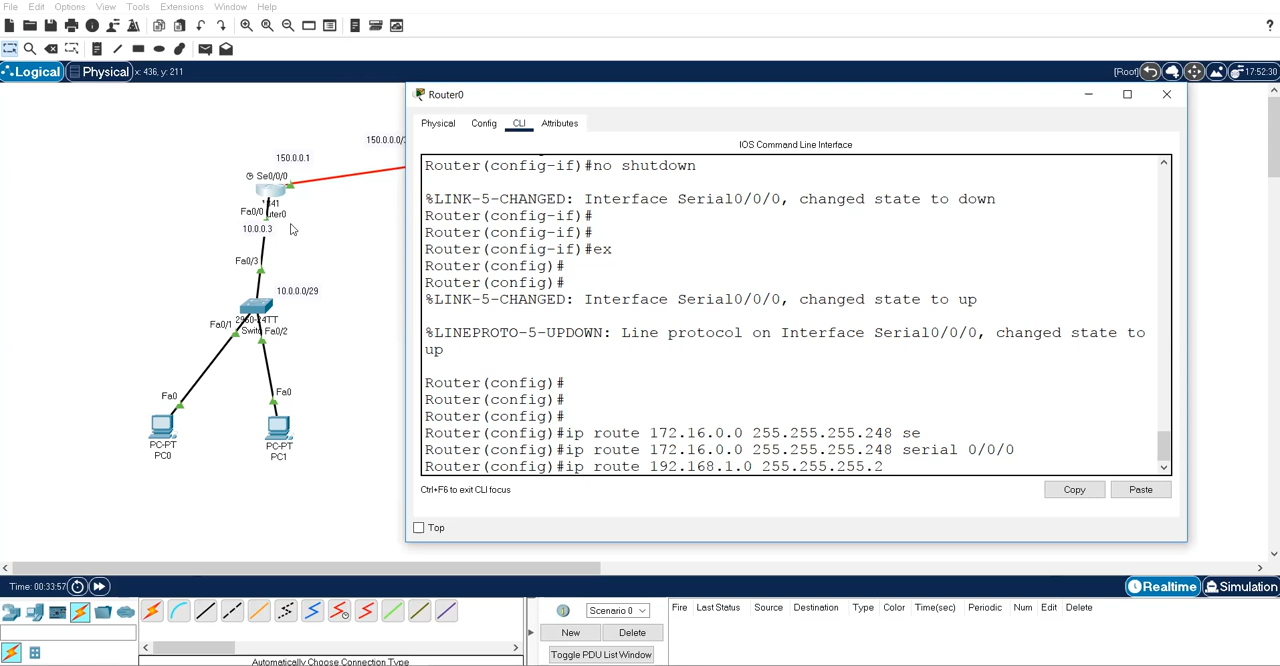 File Edit Options View Tools Extensions Window Help
Logical Physical x: 436, y: 211 [Root] 17:52:30
Router0
Physical Config CLI Attributes
IOS Command Line Interface
Router(config-if)#no shutdown
%LINK-5-CHANGED: Interface Serial0/0/0, changed state to down
Router(config-if)#
Router(config-if)#
Router(config-if)#ex
Router(config)#
Router(config)#
%LINK-5-CHANGED: Interface Serial0/0/0, changed state to up
%LINEPROTO-5-UPDOWN: Line protocol on Interface Serial0/0/0, changed state to
up
Router(config)#
Router(config)#
Router(config)#
Router(config)#ip route 172.16.0.0 255.255.255.248 se
Router(config)#ip route 172.16.0.0 255.255.255.248 serial 0/0/0
Router(config)#ip route 192.168.1.0 255.255.255.2
Ctrl+F6 to exit CLI focus
Copy Paste
Top
150.0.0.0/
150.0.0.1
Se0/0/0
Fa0/0
10.0.0.3
Fa0/3
10.0.0.0/29
2950-24TT
Fa0/1
Fa0/2
Fa0
Fa0
PC-PT
PC0
PC-PT
PC1
Time: 00:33:57
Realtime Simulation
Scenario 0
New Delete
Toggle PDU List Window
Fire Last Status Source Destination Type Color Time(sec) Periodic Num Edit Delete
Automatically Choose Connection Type